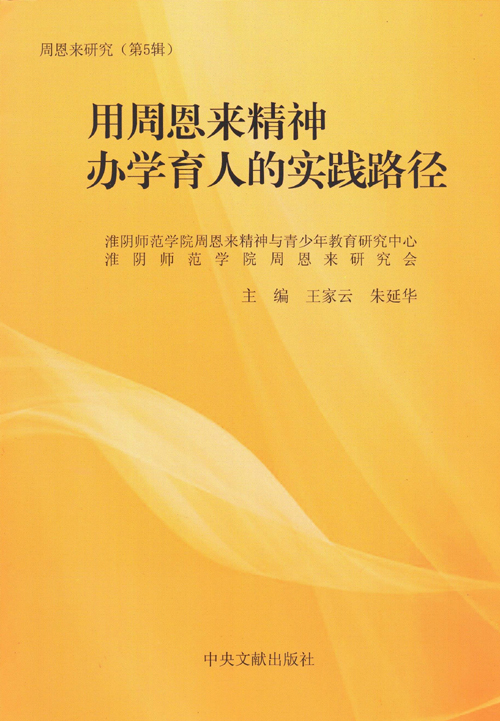 周恩来研究（第5辑）
用周恩来精神
办学育人的实践路径
淮阴师范学院周恩来精神与青少年教育研究中心
淮阴师范学院周恩来研究会
主编 王家云 朱延华
中央文献出版社